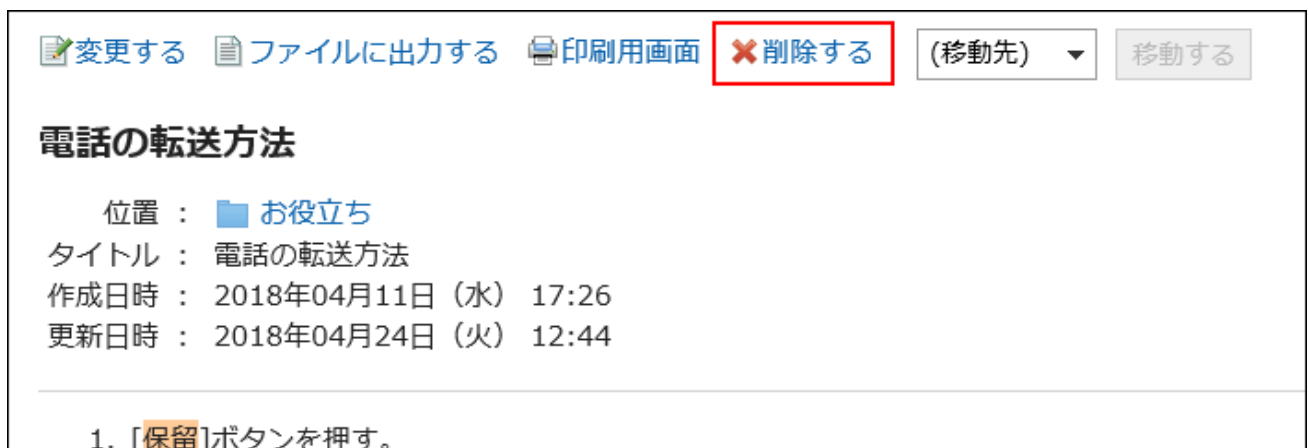 変更する ファイルに出力する 印刷用画面 削除する (移動先) 移動する
電話の転送方法
位置 : お役立ち
タイトル : 電話の転送方法
作成日時 : 2018年04月11日（水） 17:26
更新日時 : 2018年04月24日（火） 12:44
1. [保留]ボタンを押す。